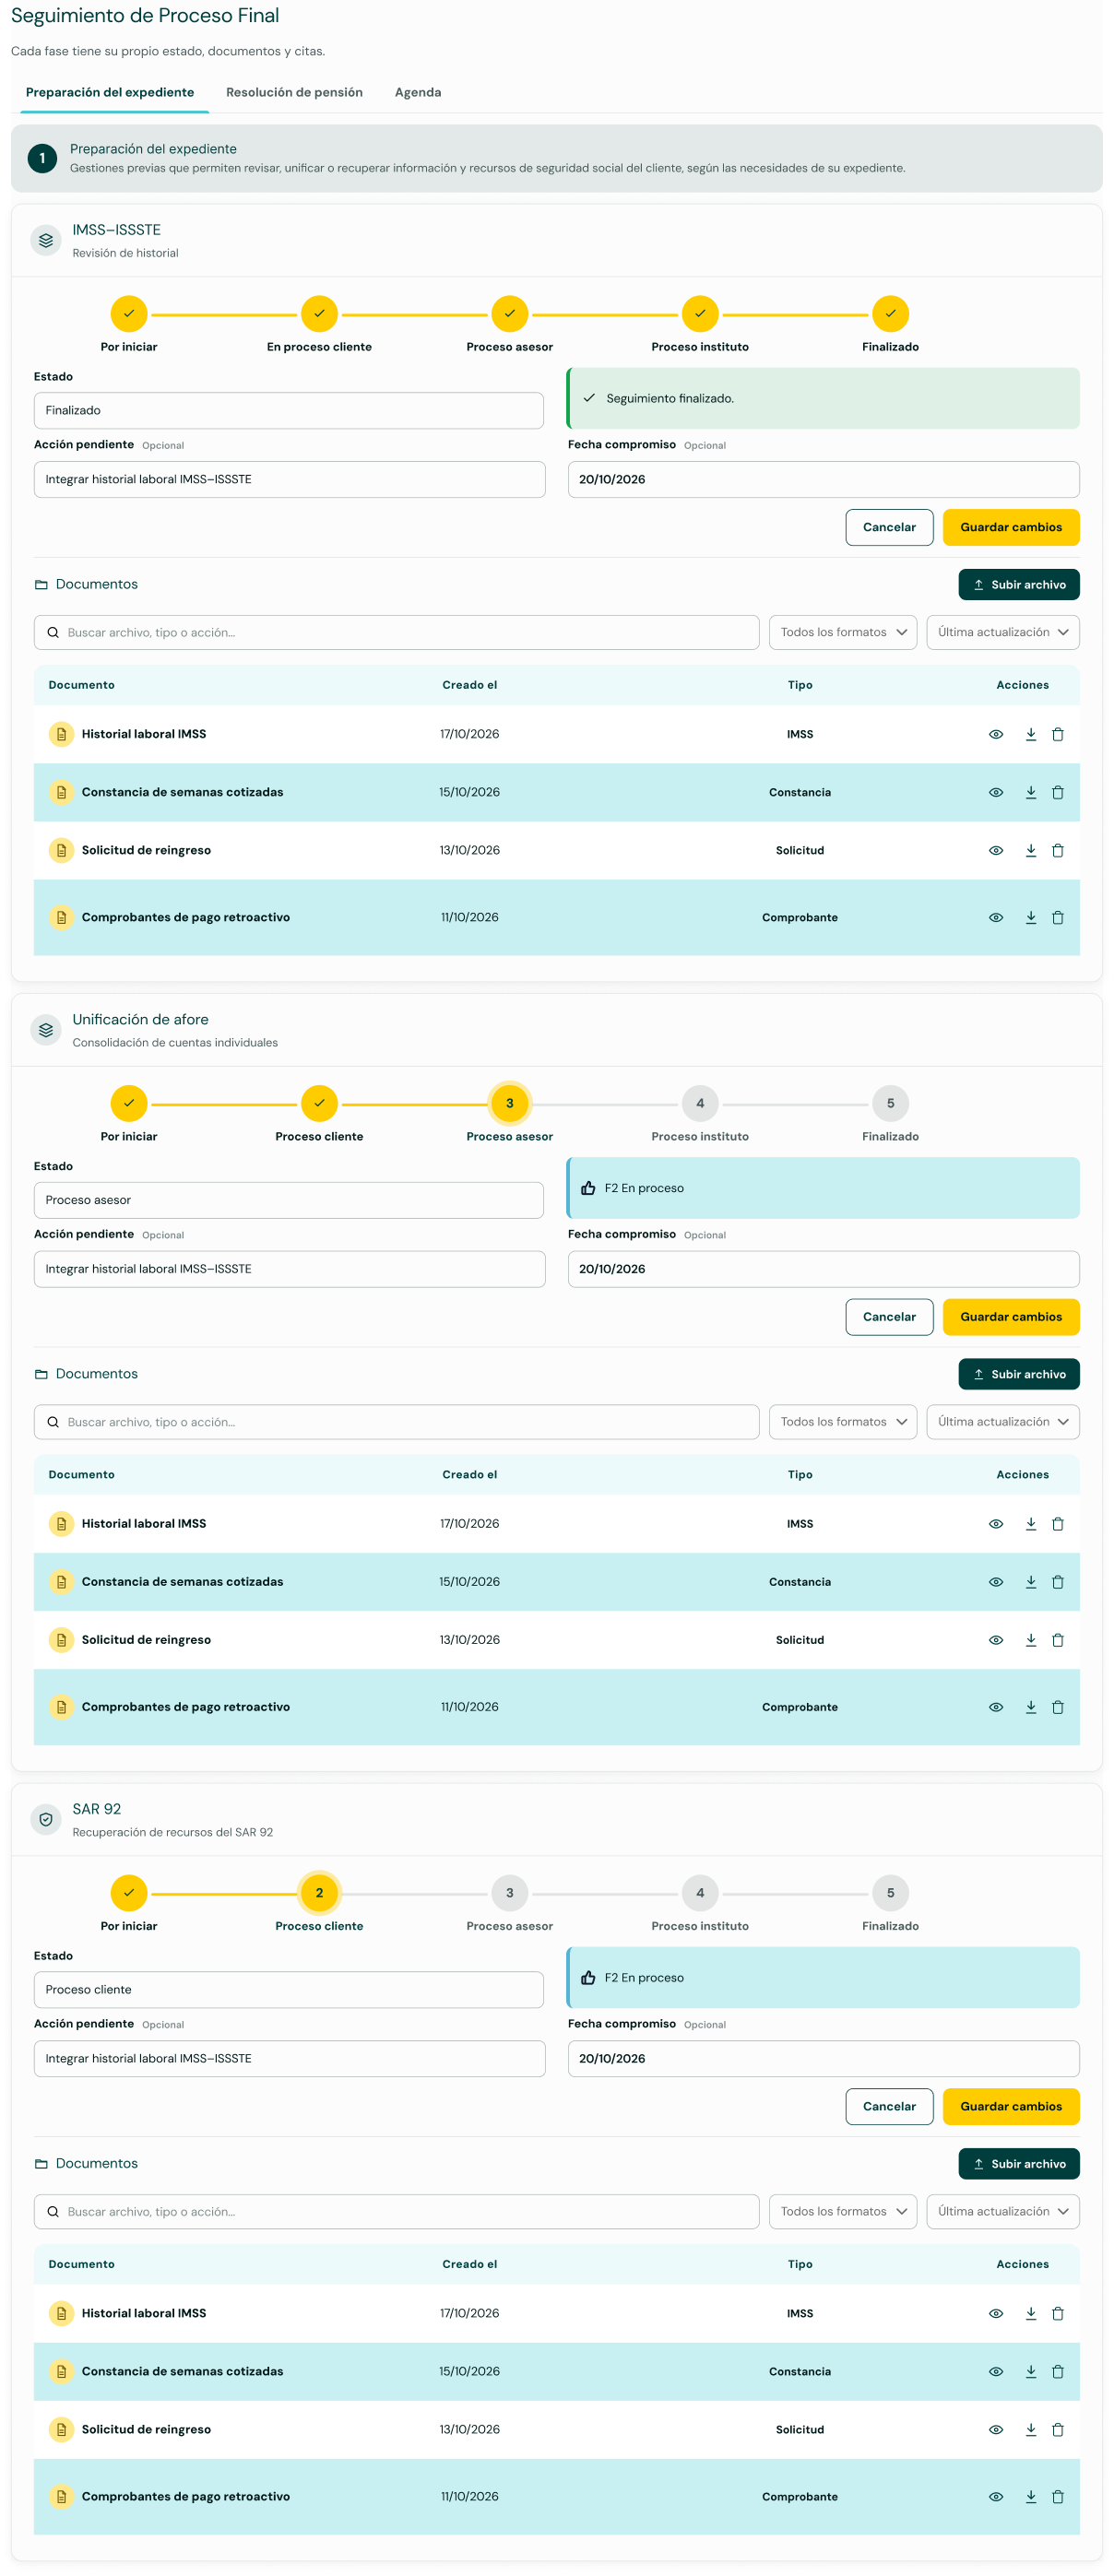 Seguimiento de Proceso Final
Cada fase tiene su propio estado, documentos y citas.
Preparación del expediente Resolución de pensión Agenda
1
Preparación del expediente
Gestiones previas que permiten revisar, unificar o recuperar información y recursos de seguridad social del cliente, según las necesidades de su expediente.
IMSS–ISSSTE
Revisión de historial
Por iniciar En proceso cliente Proceso asesor Proceso instituto Finalizado
Estado
Finalizado
Seguimiento finalizado.
Acción pendiente Opcional Fecha compromiso Opcional
Integrar historial laboral IMSS–ISSSTE 20/10/2026
Cancelar Guardar cambios
Documentos Subir archivo
Buscar archivo, tipo o acción... Todos los formatos Última actualización
Documento Creado el Tipo Acciones
Historial laboral IMSS 17/10/2026 IMSS
Constancia de semanas cotizadas 15/10/2026 Constancia
Solicitud de reingreso 13/10/2026 Solicitud
Comprobantes de pago retroactivo 11/10/2026 Comprobante
Unificación de afore
Consolidación de cuentas individuales
3 4 5
Por iniciar Proceso cliente Proceso asesor Proceso instituto Finalizado
Estado
Proceso asesor
F2 En proceso
Acción pendiente Opcional Fecha compromiso Opcional
Integrar historial laboral IMSS–ISSSTE 20/10/2026
Cancelar Guardar cambios
Documentos Subir archivo
Buscar archivo, tipo o acción... Todos los formatos Última actualización
Documento Creado el Tipo Acciones
Historial laboral IMSS 17/10/2026 IMSS
Constancia de semanas cotizadas 15/10/2026 Constancia
Solicitud de reingreso 13/10/2026 Solicitud
Comprobantes de pago retroactivo 11/10/2026 Comprobante
SAR 92
Recuperación de recursos del SAR 92
2 3 4 5
Por iniciar Proceso cliente Proceso asesor Proceso instituto Finalizado
Estado
Proceso cliente
F2 En proceso
Acción pendiente Opcional Fecha compromiso Opcional
Integrar historial laboral IMSS–ISSSTE 20/10/2026
Cancelar Guardar cambios
Documentos Subir archivo
Buscar archivo, tipo o acción... Todos los formatos Última actualización
Documento Creado el Tipo Acciones
Historial laboral IMSS 17/10/2026 IMSS
Constancia de semanas cotizadas 15/10/2026 Constancia
Solicitud de reingreso 13/10/2026 Solicitud
Comprobantes de pago retroactivo 11/10/2026 Comprobante